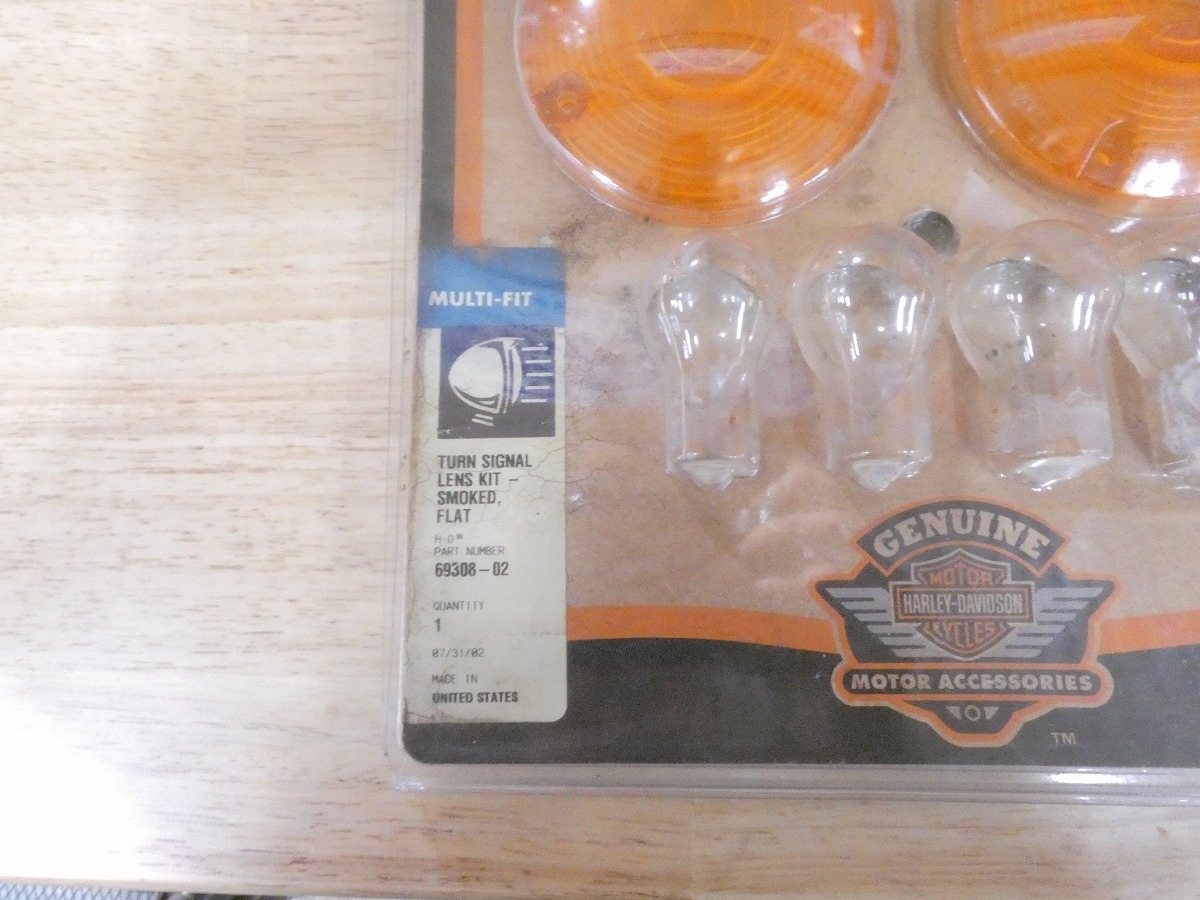 MULTI-FIT
TURN SIGNAL
LENS KIT –
SMOKED,
FLAT
H-D®
PART NUMBER
69308–02
QUANTITY
1
07/31/02
MADE IN
UNITED STATES
GENUINE
MOTOR
HARLEY-DAVIDSON
CYCLES
MOTOR ACCESSORIES
TM